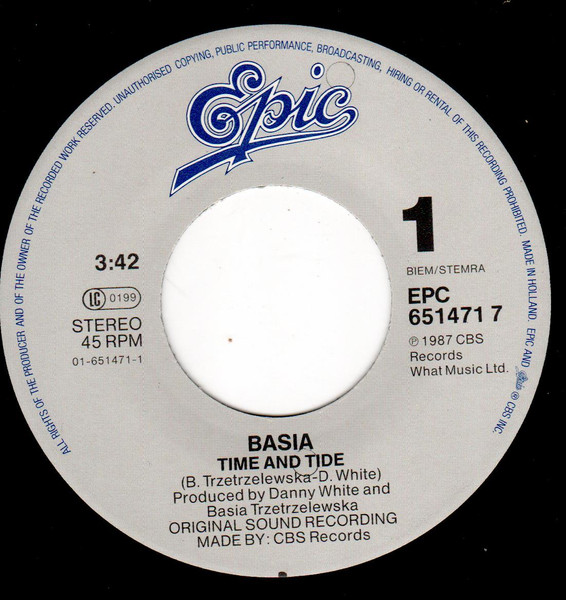 ALL RIGHTS OF THE PRODUCER AND OF THE OWNER OF THE RECORDED WORK RESERVED. UNAUTHORISED COPYING, PUBLIC PERFORMANCE, BROADCASTING, HIRING OR RENTAL OF THIS RECORDING PROHIBITED. MADE IN HOLLAND. EPIC AND Epic ® CBS INC.
Epic
1
3:42
BIEM/STEMRA
LC 0199
EPC
651471 7
STEREO
45 RPM
01-651471-1
℗ 1987 CBS
Records
What Music Ltd.
BASIA
TIME AND TIDE
(B. Trzetrzelewska-D. White)
Produced by Danny White and
Basia Trzetrzelewska
ORIGINAL SOUND RECORDING
MADE BY: CBS Records